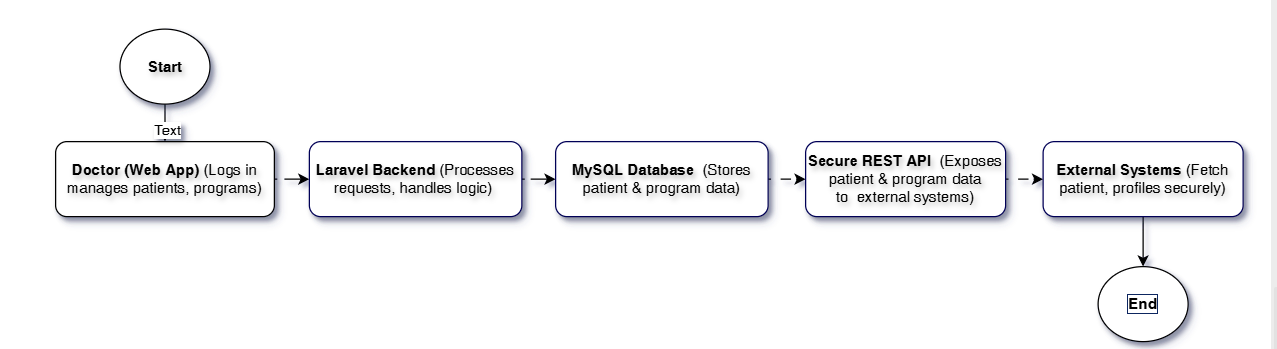 Start
Text
Doctor (Web App) (Logs in
manages patients, programs)
Laravel Backend (Processes
requests, handles logic)
MySQL Database (Stores
patient & program data)
Secure REST API (Exposes
patient & program data
to external systems)
External Systems (Fetch
patient, profiles securely)
End